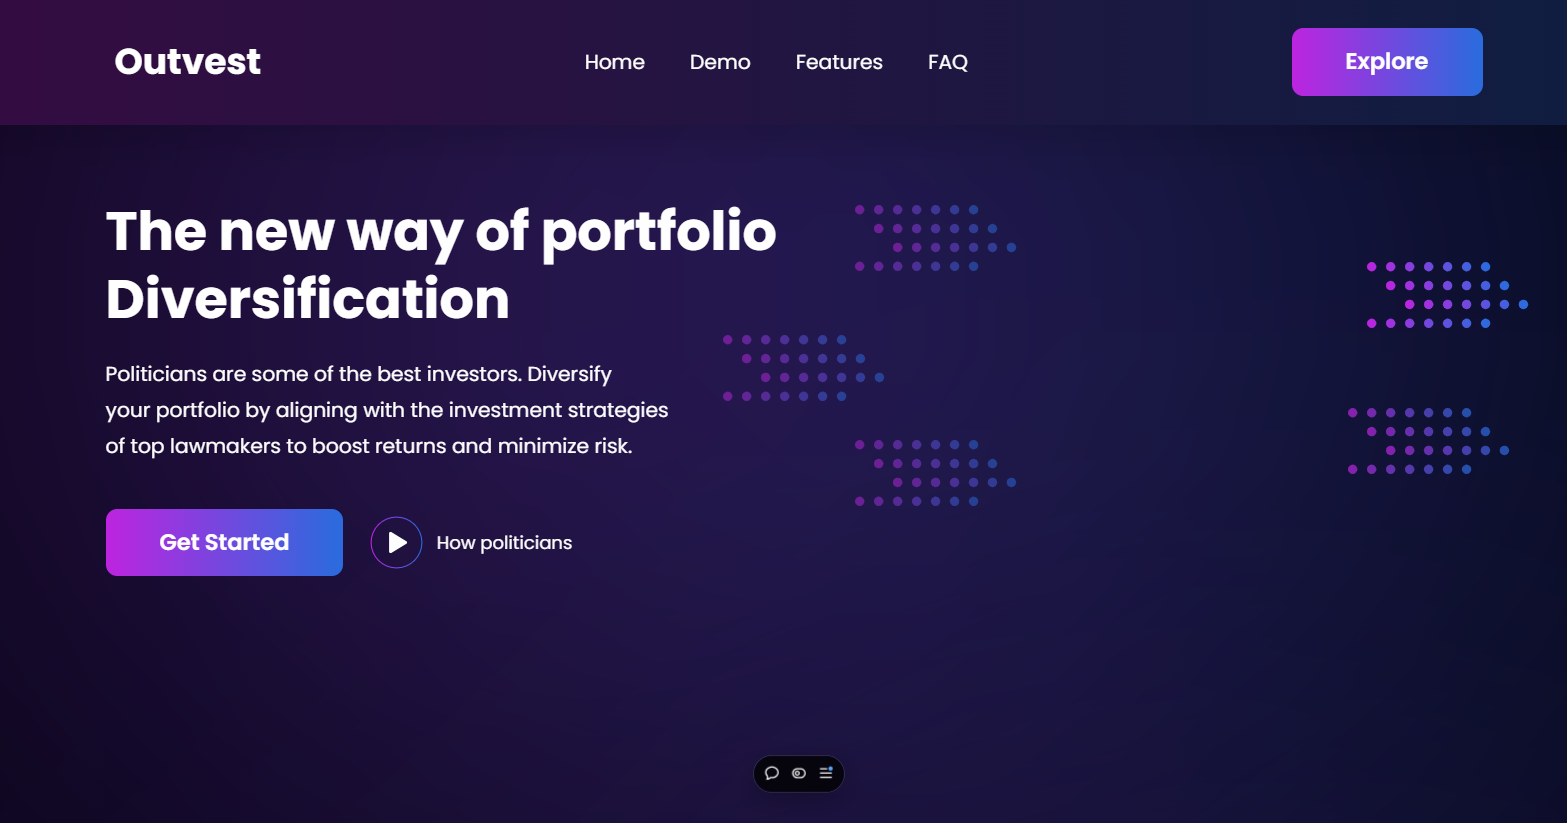 Outvest
Home
Demo
Features
FAQ
Explore
The new way of portfolio
Diversification
Politicians are some of the best investors. Diversify
your portfolio by aligning with the investment strategies
of top lawmakers to boost returns and minimize risk.
Get Started
How politicians